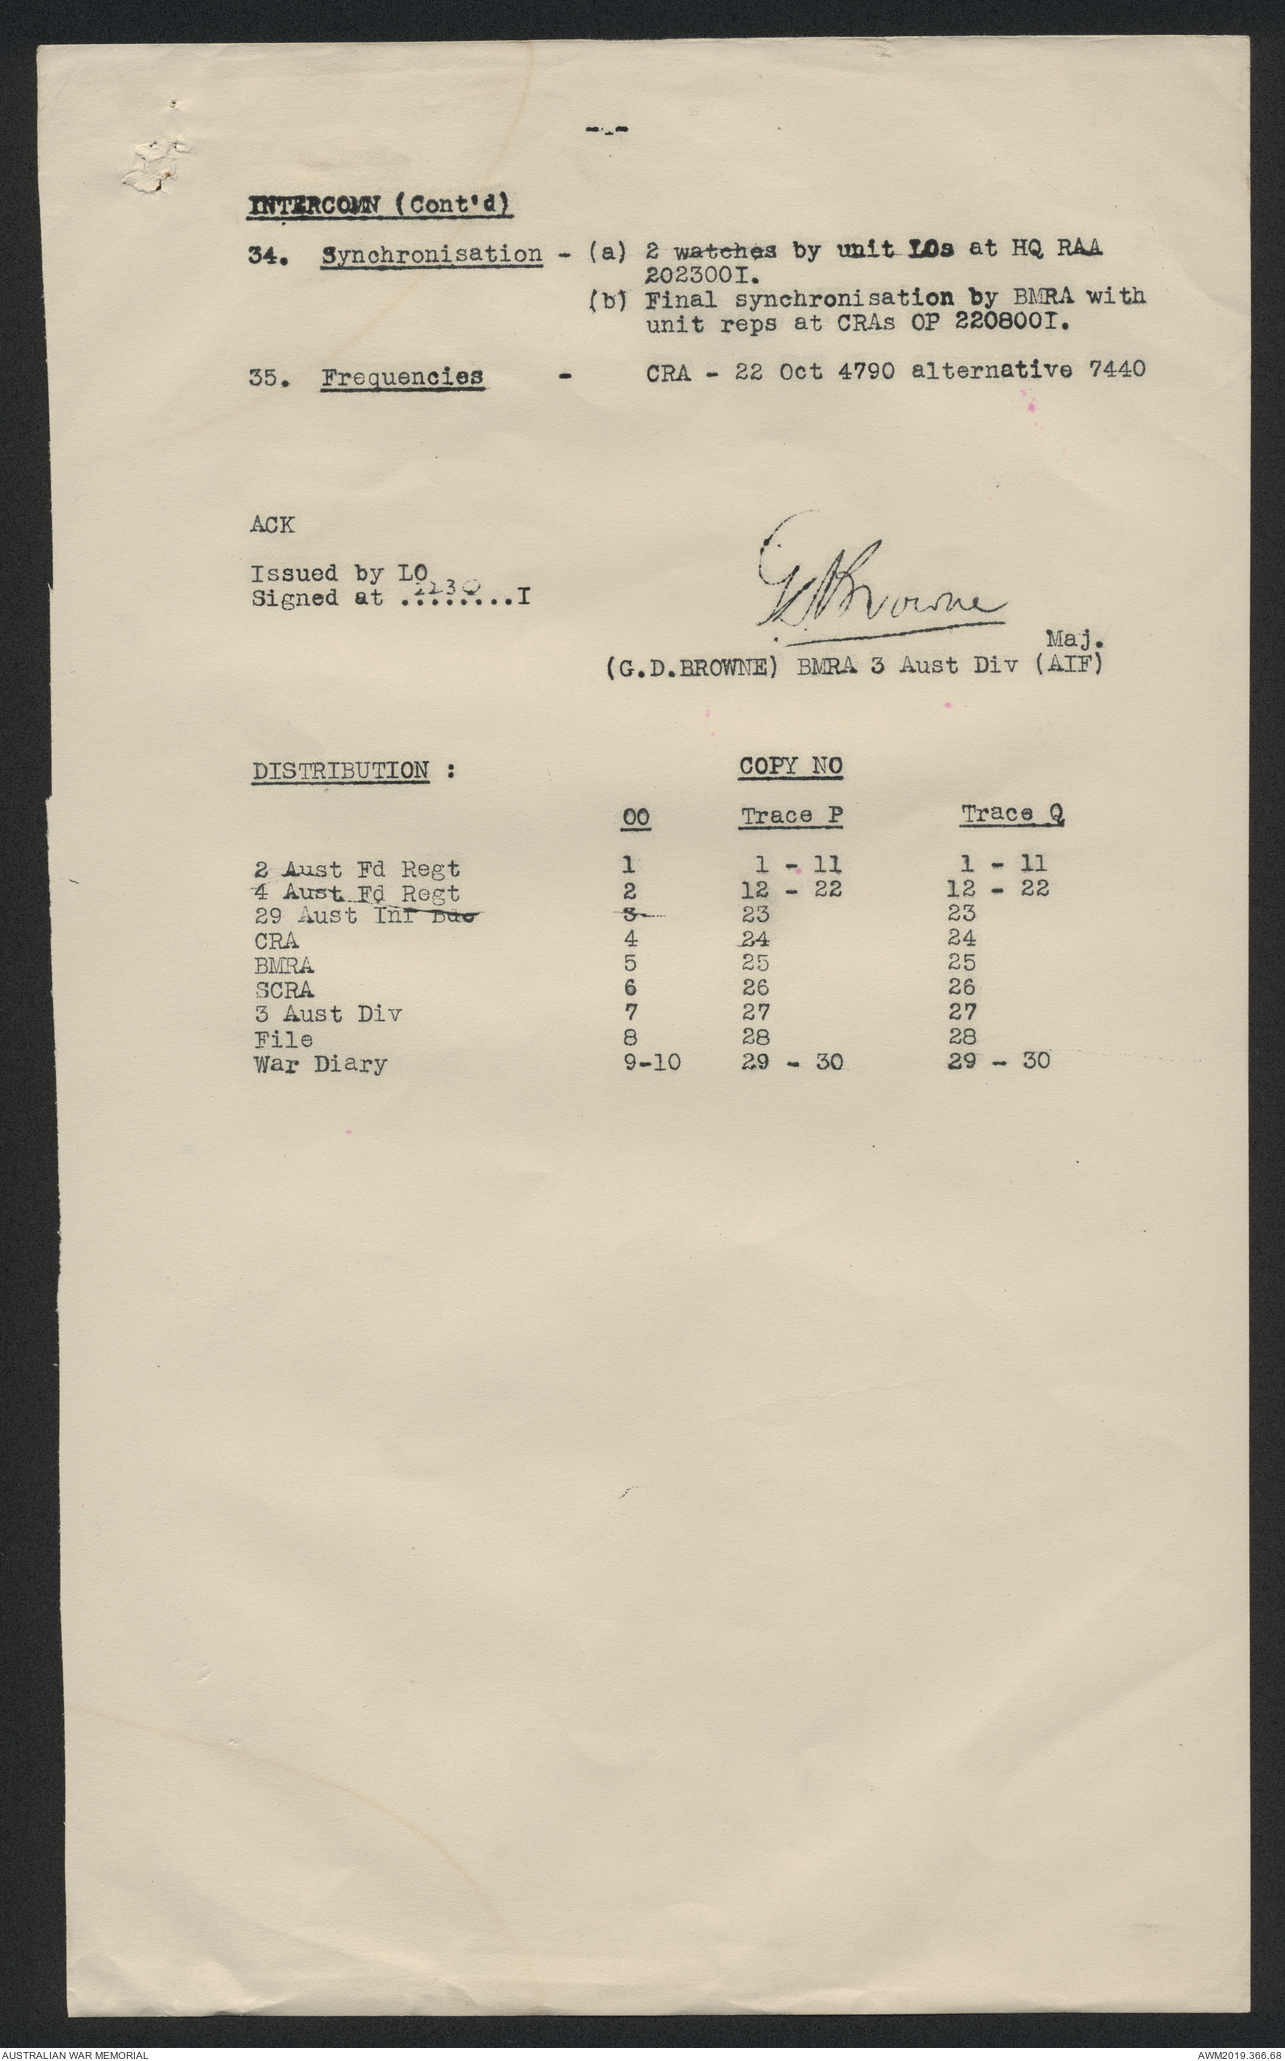 INTERCOMN (Cont'd)
34. Synchronisation - (a) 2 watches by unit LOs at HQ RAA
202300I.
(b) Final synchronisation by BMRA with
unit reps at CRAs OP 220800I.
35. Frequencies - CRA - 22 Oct 4790 alternative 7440
ACK
Issued by LO
Signed at ........I
2230
GDBrowne
Maj.
(G.D.BROWNE) BMRA 3 Aust Div (AIF)
DISTRIBUTION : COPY NO
OO Trace P Trace Q
2 Aust Fd Regt 1 1 - 11 1 - 11
4 Aust Fd Regt 2 12 - 22 12 - 22
29 Aust Inf Bde 3 23 23
CRA 4 24 24
BMRA 5 25 25
SCRA 6 26 26
3 Aust Div 7 27 27
File 8 28 28
War Diary 9-10 29 - 30 29 - 30
AUSTRALIAN WAR MEMORIAL AWM2019.366.68